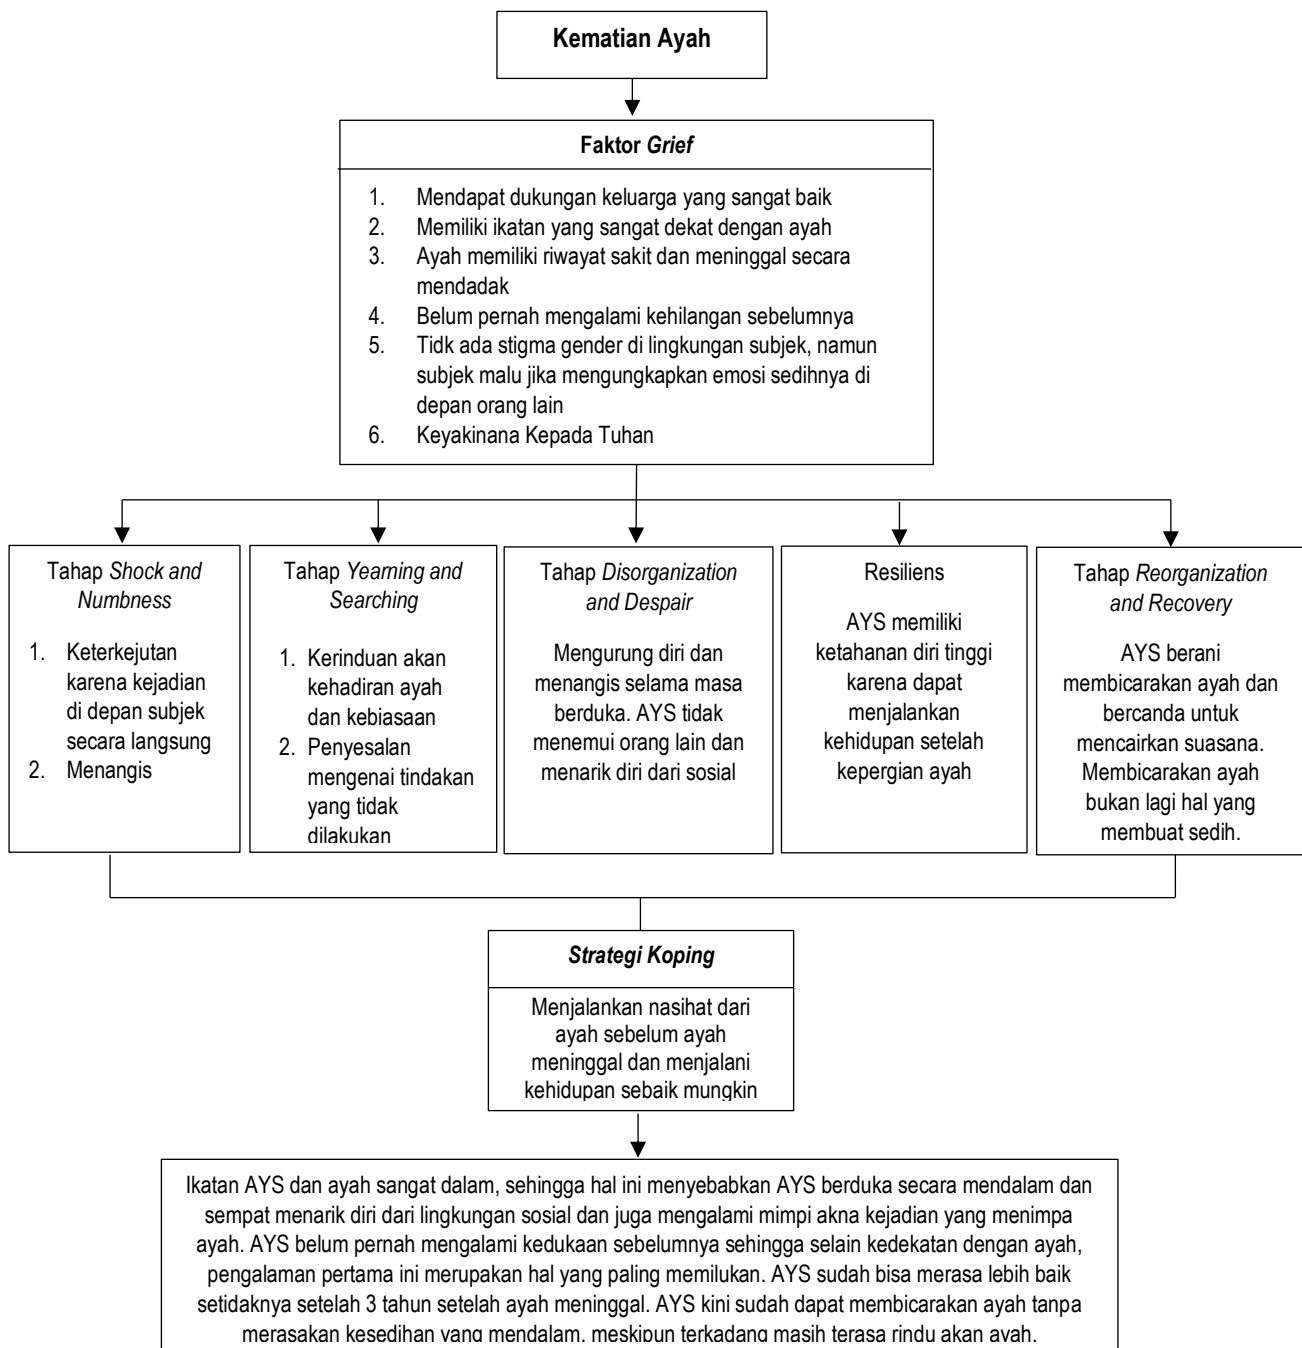 Kematian Ayah
Faktor Grief
1. Mendapat dukungan keluarga yang sangat baik
2. Memiliki ikatan yang sangat dekat dengan ayah
3. Ayah memiliki riwayat sakit dan meninggal secara
mendadak
4. Belum pernah mengalami kehilangan sebelumnya
5. Tidk ada stigma gender di lingkungan subjek, namun
subjek malu jika mengungkapkan emosi sedihnya di
depan orang lain
6. Keyakinana Kepada Tuhan
Tahap Shock and
Numbness
1. Keterkejutan
karena kejadian
di depan subjek
secara langsung
2. Menangis
Tahap Yearning and
Searching
1. Kerinduan akan
kehadiran ayah
dan kebiasaan
2. Penyesalan
mengenai tindakan
yang tidak
dilakukan
Tahap Disorganization
and Despair
Mengurung diri dan
menangis selama masa
berduka. AYS tidak
menemui orang lain dan
menarik diri dari sosial
Resiliens
AYS memiliki
ketahanan diri tinggi
karena dapat
menjalankan
kehidupan setelah
kepergian ayah
Tahap Reorganization
and Recovery
AYS berani
membicarakan ayah dan
bercanda untuk
mencairkan suasana.
Membicarakan ayah
bukan lagi hal yang
membuat sedih.
Strategi Koping
Menjalankan nasihat dari
ayah sebelum ayah
meninggal dan menjalani
kehidupan sebaik mungkin
Ikatan AYS dan ayah sangat dalam, sehingga hal ini menyebabkan AYS berduka secara mendalam dan
sempat menarik diri dari lingkungan sosial dan juga mengalami mimpi akna kejadian yang menimpa
ayah. AYS belum pernah mengalami kedukaan sebelumnya sehingga selain kedekatan dengan ayah,
pengalaman pertama ini merupakan hal yang paling memilukan. AYS sudah bisa merasa lebih baik
setidaknya setelah 3 tahun setelah ayah meninggal. AYS kini sudah dapat membicarakan ayah tanpa
merasakan kesedihan yang mendalam, meskipun terkadang masih terasa rindu akan ayah.